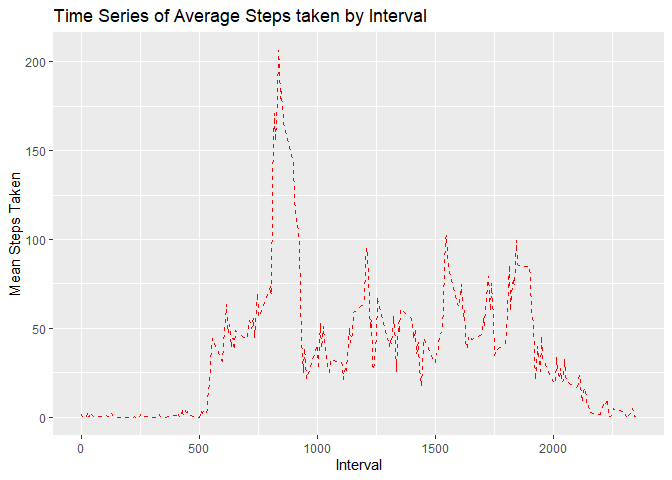 Time Series of Average Steps taken by Interval
200
150
100
50
0
Mean Steps Taken
0 500 1000 1500 2000
Interval